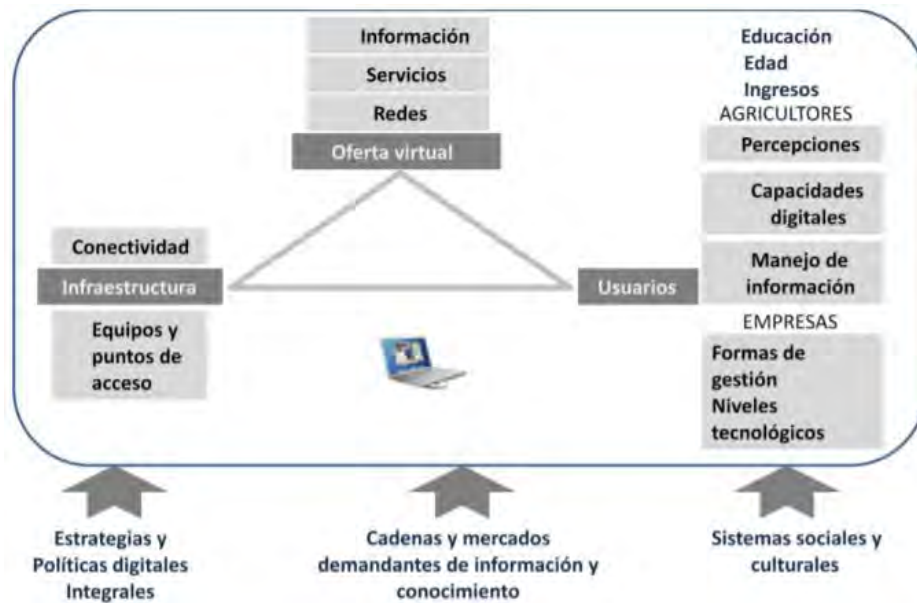 Información
Servicios
Redes
Oferta virtual
Conectividad
Infraestructura
Equipos y
puntos de
acceso
Educación
Edad
Ingresos
AGRICULTORES
Percepciones
Capacidades
digitales
Usuarios
Manejo de
información
EMPRESAS
Formas de
gestión
Niveles
tecnológicos
Estrategias y
Políticas digitales
Integrales
Cadenas y mercados
demandantes de información y
conocimiento
Sistemas sociales y
culturales